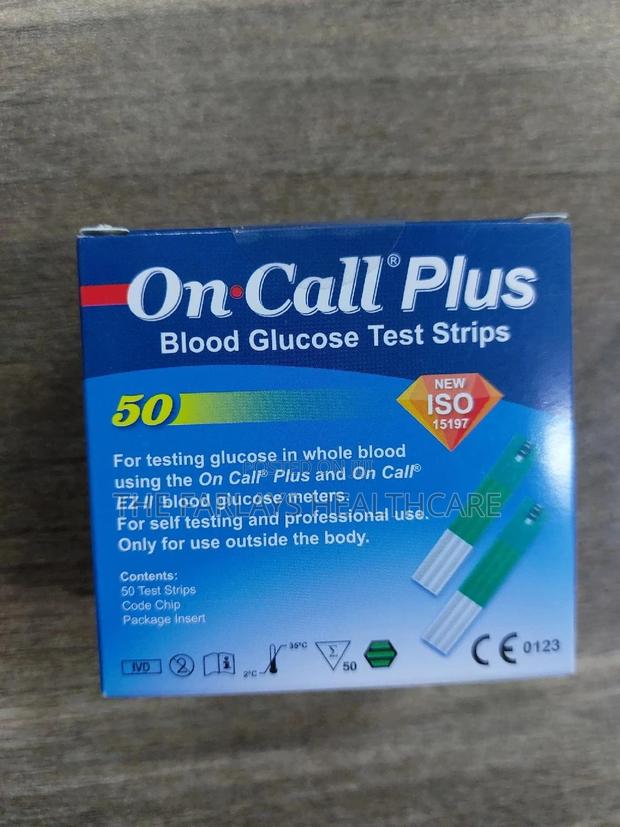 On•Call® Plus
Blood Glucose Test Strips
50
NEW
ISO
15197
For testing glucose in whole blood
using the On Call® Plus and On Call®
EZ II blood glucose meters.
For self testing and professional use.
Only for use outside the body.
POSTED ON
THE FARLAYS HEALTHCARE
Contents:
50 Test Strips
Code Chip
Package Insert
IVD
2
i
2°C
35°C
Σ
50
CE 0123